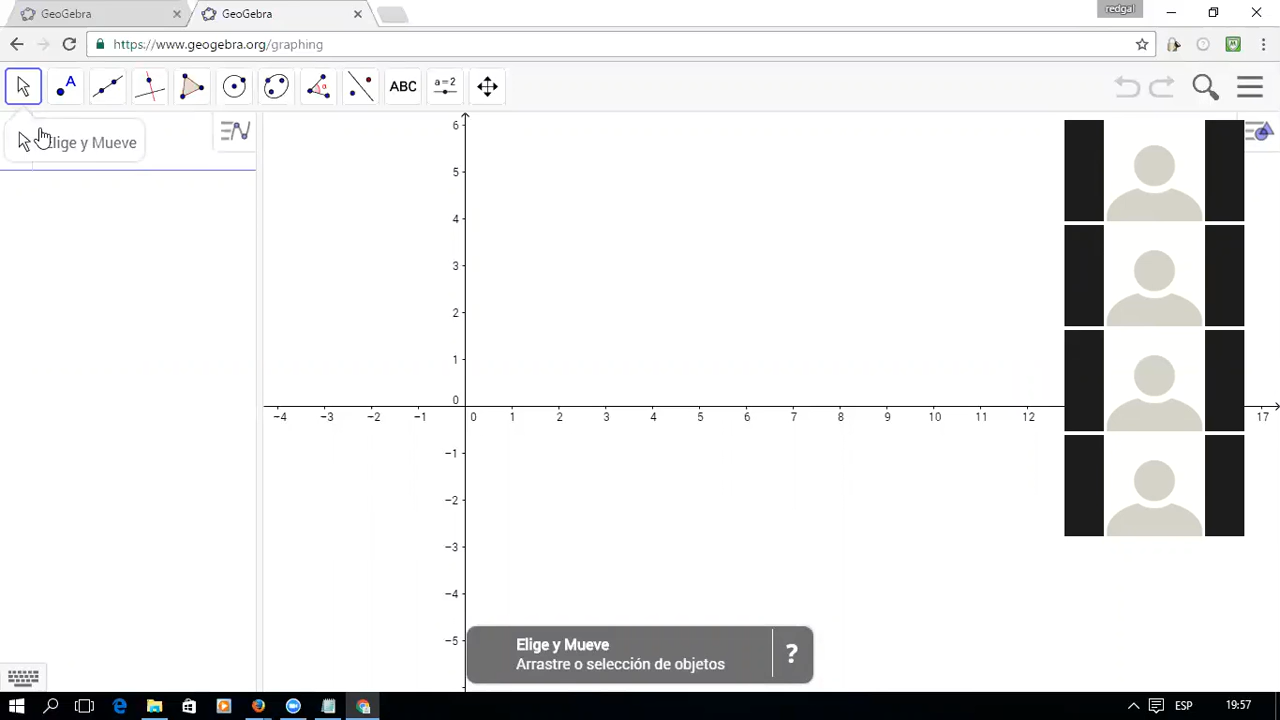 GeoGebra
GeoGebra
redgal
https://www.geogebra.org/graphing
A
α
ABC
a=2
Elige y Mueve
6
5
4
3
2
1
0
−4 −3 −2 −1 0 1 2 3 4 5 6 7 8 9 10 11 12 17
−1
−2
−3
−4
−5
Elige y Mueve
Arrastre o selección de objetos
?
ESP
19:57